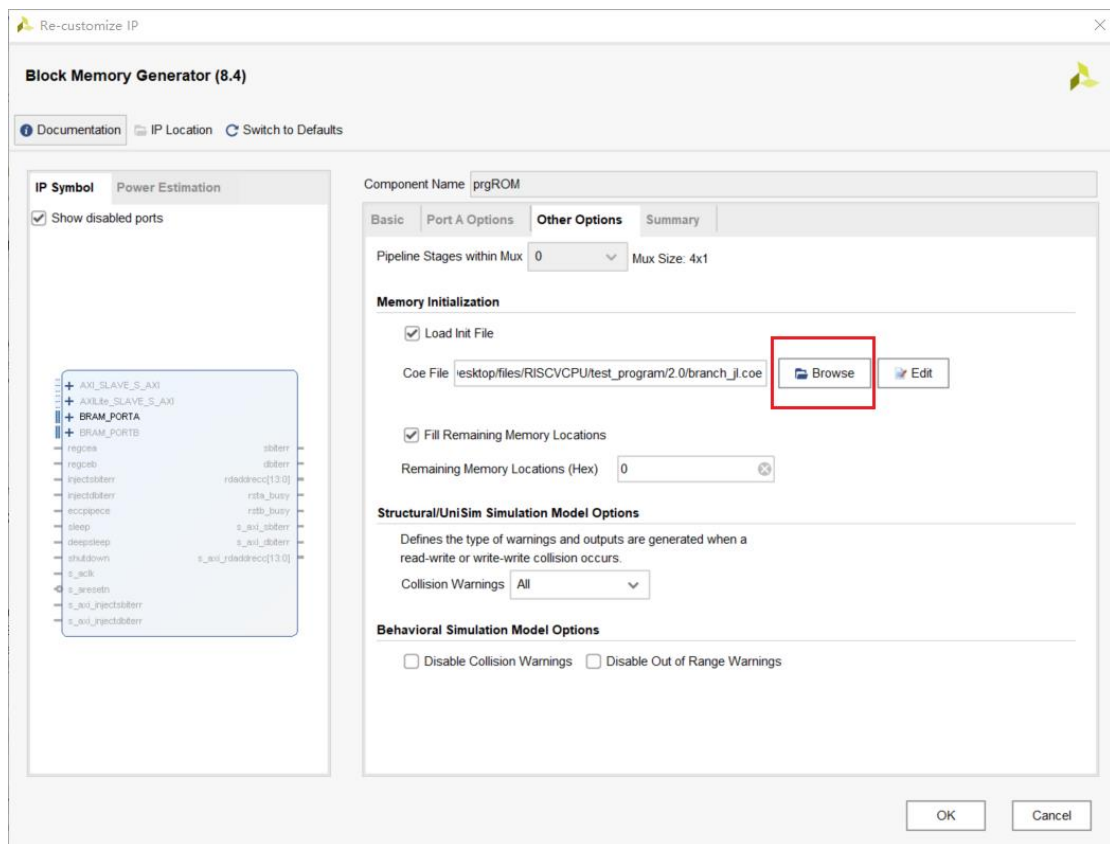 Re-customize IP
Block Memory Generator (8.4)
Documentation IP Location Switch to Defaults
IP Symbol Power Estimation
Show disabled ports
+ AXI_SLAVE_S_AXI
+ AXILite_SLAVE_S_AXI
+ BRAM_PORTA
+ BRAM_PORTB
regcea sbiterr
regceb dbiterr
injectsbiterr rdaddrecc[13:0]
injectdbiterr rsta_busy
eccpipece rstb_busy
sleep s_axi_sbiterr
deepsleep s_axi_dbiterr
shutdown s_axi_rdaddrecc[13:0]
s_aclk
s_aresetn
s_axi_injectsbiterr
s_axi_injectdbiterr
Component Name prgROM
Basic Port A Options Other Options Summary
Pipeline Stages within Mux 0 Mux Size: 4x1
Memory Initialization
Load Init File
Coe File esktop/files/RISCVCPU/test_program/2.0/branch_jl.coe Browse Edit
Fill Remaining Memory Locations
Remaining Memory Locations (Hex) 0
Structural/UniSim Simulation Model Options
Defines the type of warnings and outputs are generated when a
read-write or write-write collision occurs.
Collision Warnings All
Behavioral Simulation Model Options
Disable Collision Warnings Disable Out of Range Warnings
OK Cancel